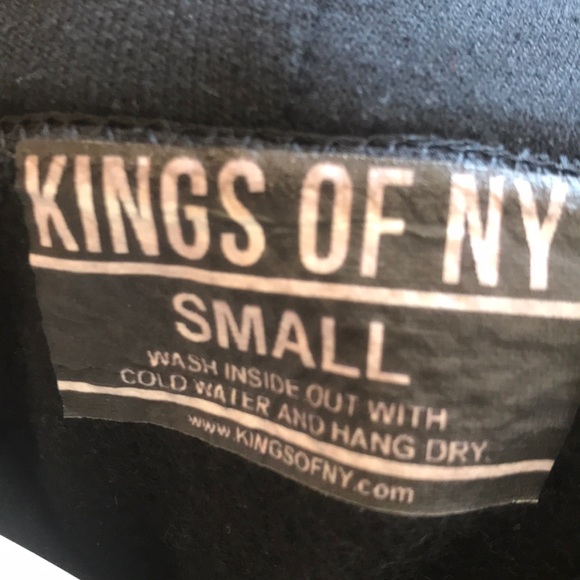 KINGS OF NY
SMALL
WASH INSIDE OUT WITH
COLD WATER AND HANG DRY.
www.KINGSOFNY.com